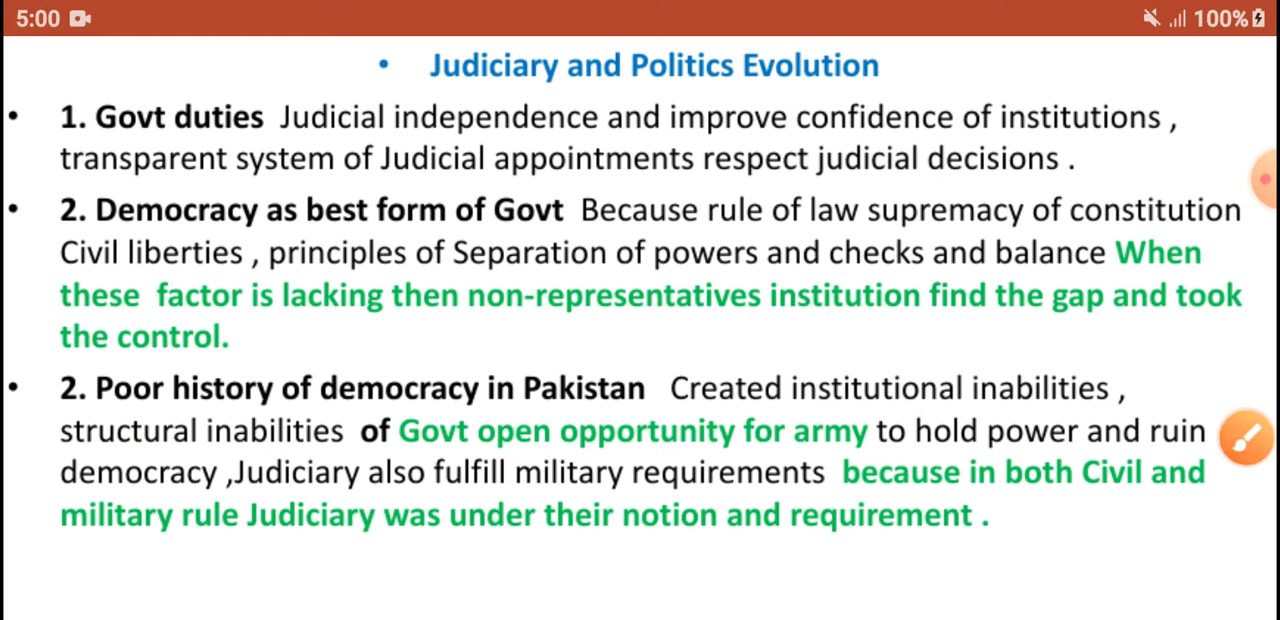 5:00 100%
• Judiciary and Politics Evolution
• 1. Govt duties Judicial independence and improve confidence of institutions ,
transparent system of Judicial appointments respect judicial decisions .
• 2. Democracy as best form of Govt Because rule of law supremacy of constitution
Civil liberties , principles of Separation of powers and checks and balance When
these factor is lacking then non-representatives institution find the gap and took
the control.
• 2. Poor history of democracy in Pakistan Created institutional inabilities ,
structural inabilities of Govt open opportunity for army to hold power and ruin
democracy ,Judiciary also fulfill military requirements because in both Civil and
military rule Judiciary was under their notion and requirement .